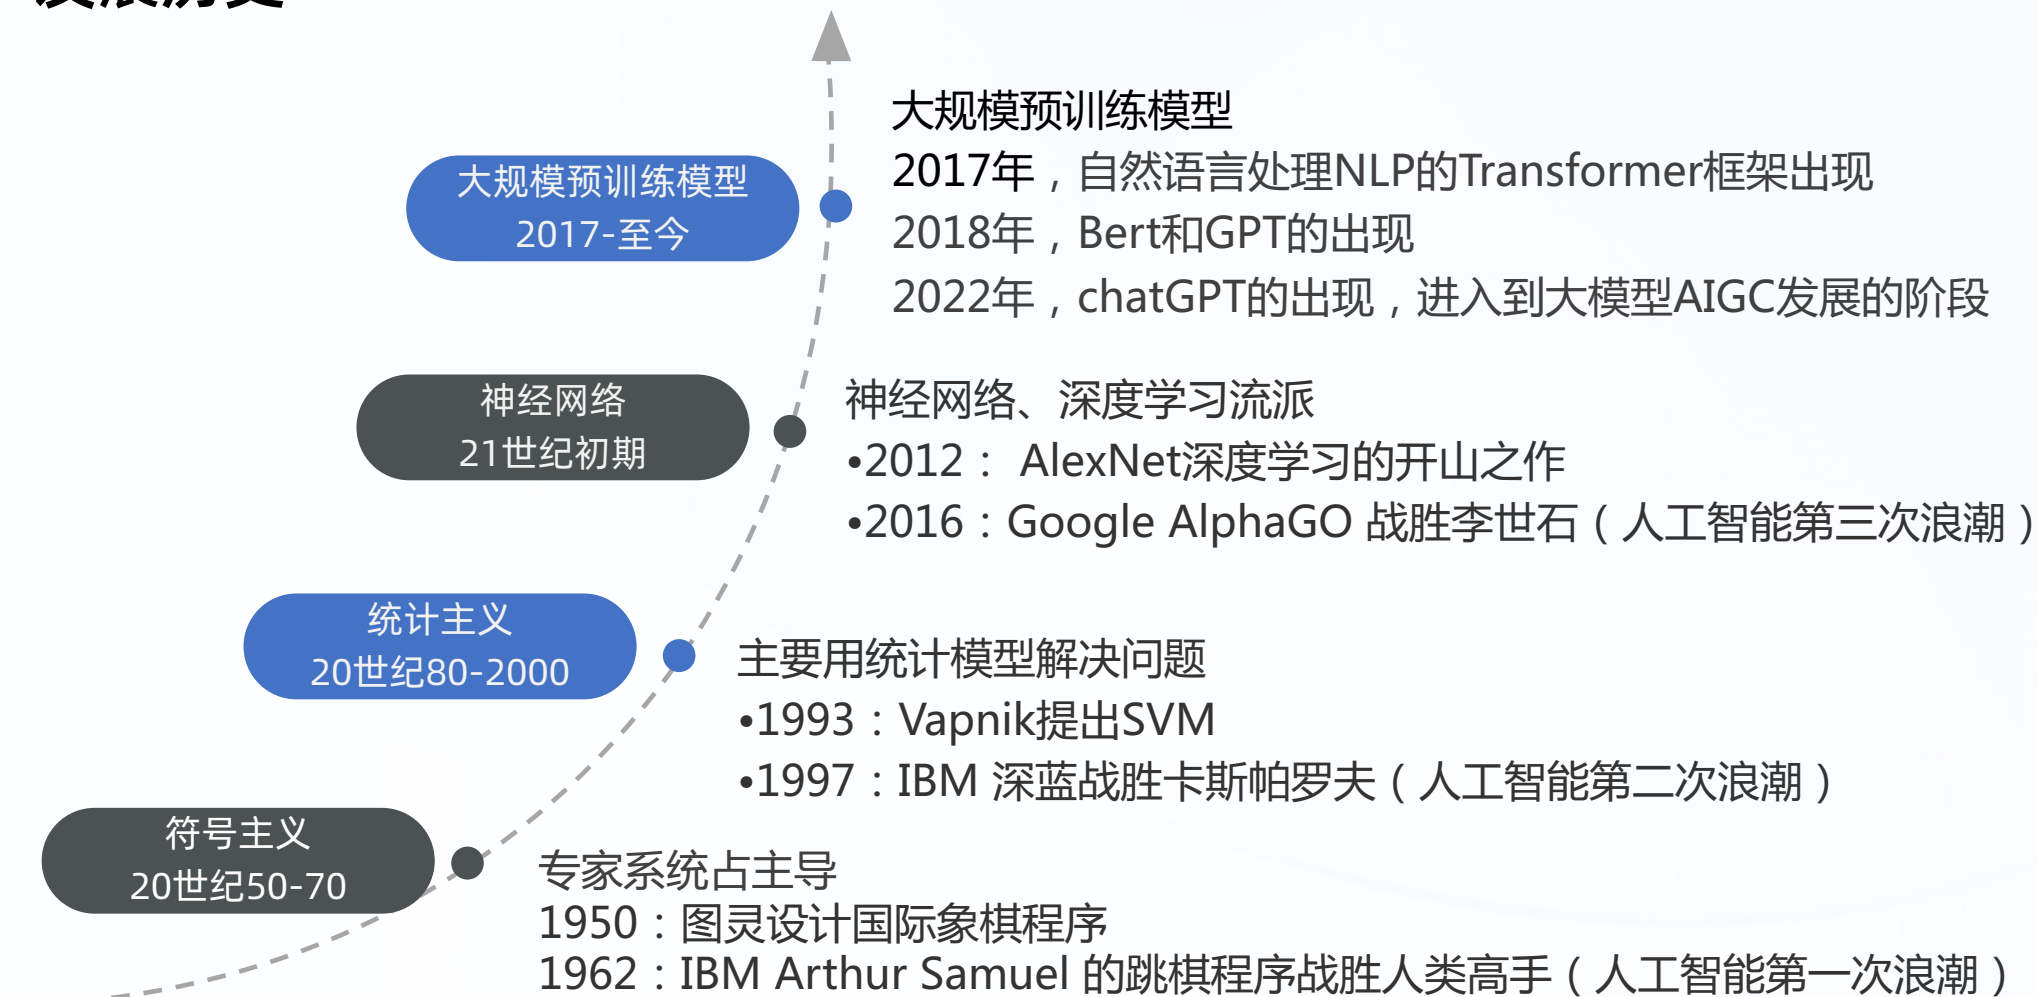 发展历史
大规模预训练模型
2017-至今
大规模预训练模型
2017年，自然语言处理NLP的Transformer框架出现
2018年，Bert和GPT的出现
2022年，chatGPT的出现，进入到大模型AIGC发展的阶段
神经网络
21世纪初期
神经网络、深度学习流派
•2012： AlexNet深度学习的开山之作
•2016：Google AlphaGO 战胜李世石（人工智能第三次浪潮）
统计主义
20世纪80-2000
主要用统计模型解决问题
•1993：Vapnik提出SVM
•1997：IBM 深蓝战胜卡斯帕罗夫（人工智能第二次浪潮）
符号主义
20世纪50-70
专家系统占主导
1950：图灵设计国际象棋程序
1962：IBM Arthur Samuel 的跳棋程序战胜人类高手（人工智能第一次浪潮）